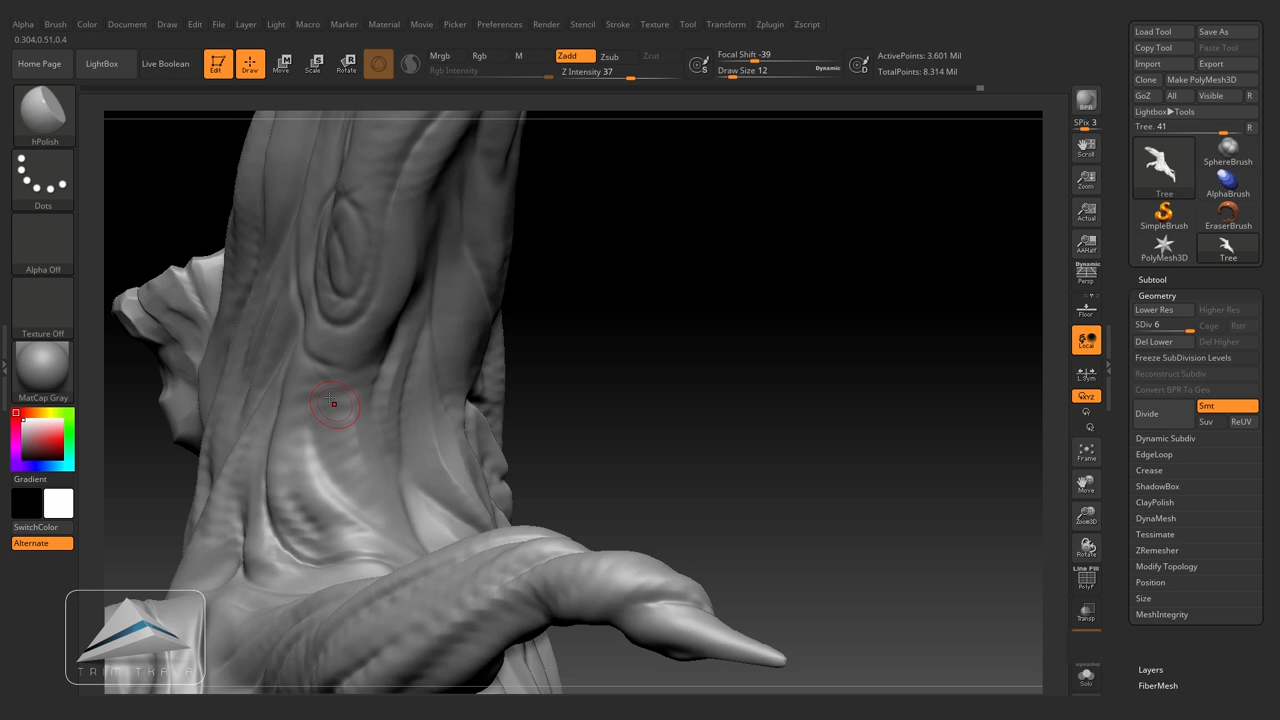 Alpha Brush Color Document Draw Edit File Layer Light Macro Marker Material Movie Picker Preferences Render Stencil Stroke Texture Tool Transform Zplugin Zscript
0.304,0.51,0.4
Home Page LightBox Live Boolean Edit Draw Move Scale Rotate
Mrgb Rgb M
Rgb Intensity
Zadd Zsub Zcut
Z Intensity 37
S
Focal Shift -39
Draw Size 12 Dynamic
D
ActivePoints: 3.601 Mil
TotalPoints: 8.314 Mil
hPolish
Dots
Alpha Off
Texture Off
MatCap Gray
Gradient
SwitchColor
Alternate
BPR
SPix 3
Scroll
Zoom
Actual
AAHalf
Dynamic
Persp
Floor
Local
L.Sym
XYZ
Frame
Move
Zoom3D
Rotate
Line Fill
PolyF
Transp
Solo
Load Tool Save As
Copy Tool Paste Tool
Import Export
Clone Make PolyMesh3D
GoZ All Visible R
Lightbox▶Tools
Tree. 41 R
Tree
SphereBrush
AlphaBrush
SimpleBrush EraserBrush
PolyMesh3D Tree
Subtool
Geometry
Lower Res Higher Res
SDiv 6 Cage Rstr
Del Lower Del Higher
Freeze SubDivision Levels
Reconstruct Subdiv
Convert BPR To Geo
Divide Smt
Suv ReUV
Dynamic Subdiv
EdgeLoop
Crease
ShadowBox
ClayPolish
DynaMesh
Tessimate
ZRemesher
Modify Topology
Position
Size
MeshIntegrity
Layers
FiberMesh